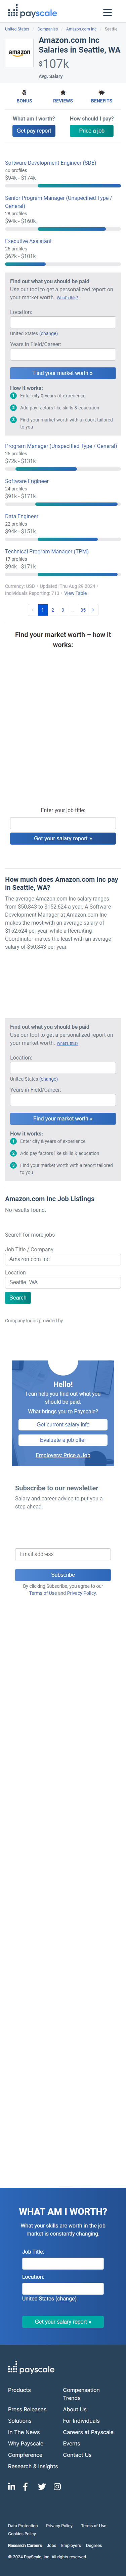 payscale
United States
Companies
Amazon.com Inc
Seattle
amazon.com
Amazon.com Inc
Salaries in Seattle, WA
$107k
Avg. Salary
BONUS
REVIEWS
BENEFITS
What am I worth?
Get pay report
How should I pay?
Price a job
Software Development Engineer (SDE)
40 profiles
$94k - $174k
Senior Program Manager (Unspecified Type /
General)
28 profiles
$94k - $160k
Executive Assistant
26 profiles
$62k - $101k
Find out what you should be paid
Use our tool to get a personalized report on
your market worth. What's this?
Location:
United States (change)
Years in Field/Career:
Find your market worth »
How it works:
1 Enter city & years of experience
2 Add pay factors like skills & education
3 Find your market worth with a report tailored
to you
Program Manager (Unspecified Type / General)
25 profiles
$72k - $131k
Software Engineer
24 profiles
$91k - $171k
Data Engineer
22 profiles
$94k - $151k
Technical Program Manager (TPM)
17 profiles
$94k - $171k
1 2 3 ... 35
Currency: USD • Updated: Thu Aug 29 2024 •
Individuals Reporting: 713 • View Table
Find your market worth – how it
works:
Enter your job title:
Get your salary report »
How much does Amazon.com Inc pay
in Seattle, WA?
The average Amazon.com Inc salary ranges
from $50,843 to $152,624 a year. A Software
Development Manager at Amazon.com Inc
earns the most with an average salary of
$152,624 per year, while a Recruiting
Coordinator makes the least with an average
salary of $50,843 per year.
Find out what you should be paid
Use our tool to get a personalized report on
your market worth. What's this?
Location:
United States (change)
Years in Field/Career:
Find your market worth »
How it works:
1 Enter city & years of experience
2 Add pay factors like skills & education
3 Find your market worth with a report tailored
to you
Amazon.com Inc Job Listings
No results found.
Search for more jobs
Job Title / Company
Amazon.com Inc
Location
Seattle, WA
Search
Company logos provided by
Hello!
I can help you find out what you
should be paid.
What brings you to Payscale?
Get current salary info
Evaluate a job offer
Employers: Price a Job
Subscribe to our newsletter
Salary and career advice to put you a
step ahead.
Email address
Subscribe
By clicking Subscribe, you agree to our
Terms of Use and Privacy Policy
WHAT AM I WORTH?
What your skills are worth in the job
market is constantly changing.
Job Title:
Location:
United States (change)
Get your salary report »
payscale
Products
Compensation
Trends
Press Releases
About Us
Solutions
For Individuals
In The News
Careers at Payscale
Why Payscale
Events
Compference
Contact Us
Research & Insights
Data Protection
Privacy Policy
Terms of Use
Cookies Policy
Research Careers
Jobs
Employers
Degrees
© 2024 PayScale, Inc. All rights reserved.